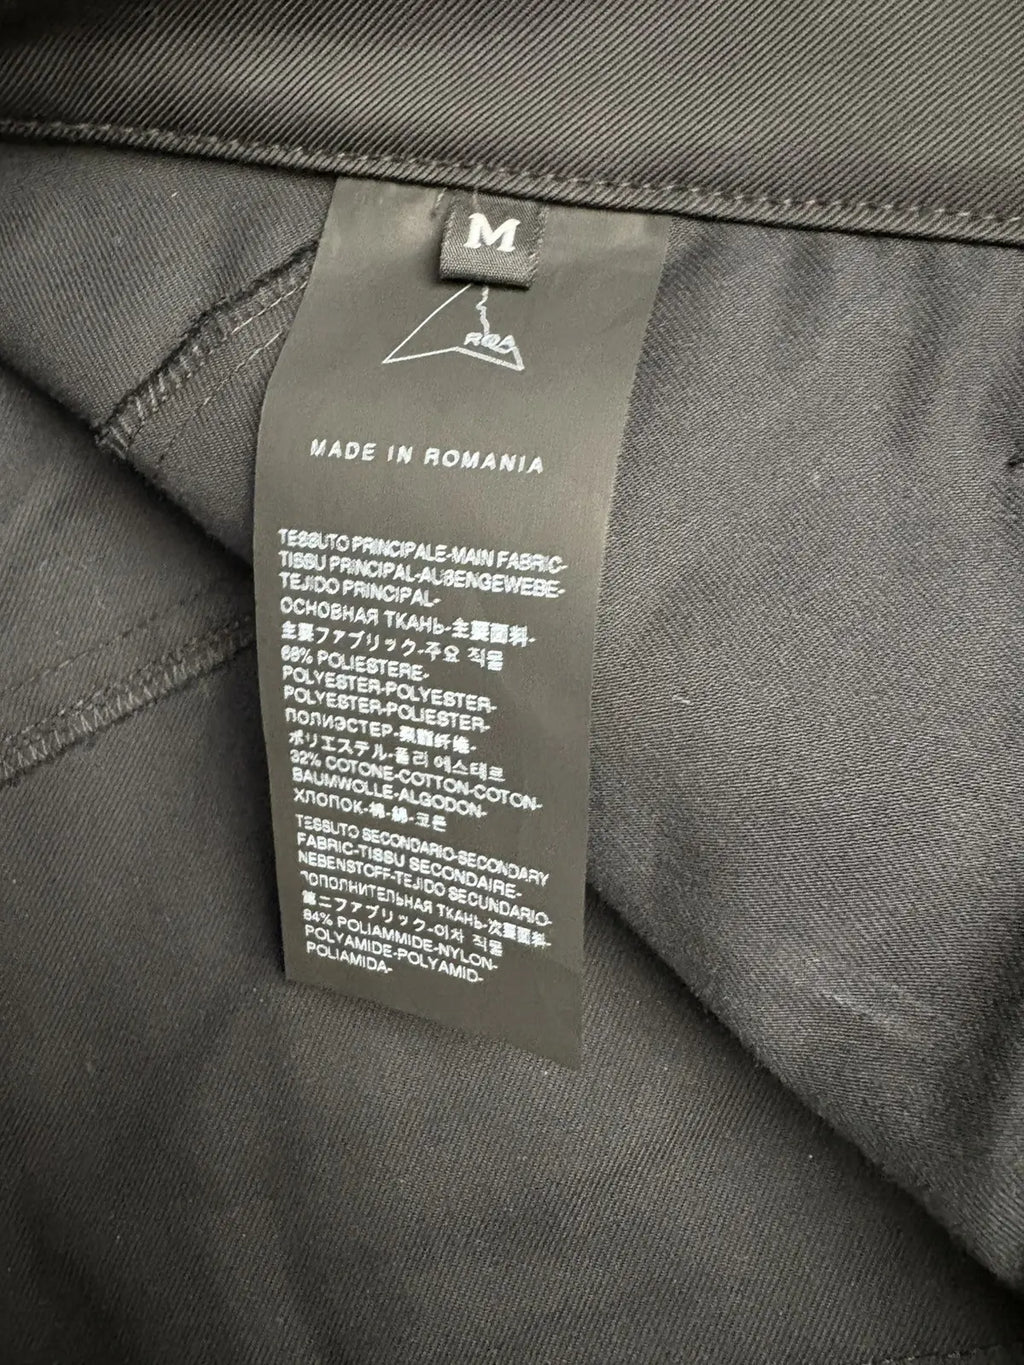 M
ROA
MADE IN ROMANIA
TESSUTO PRINCIPALE-MAIN FABRIC-
TISSU PRINCIPAL-AUßENGEWEBE-
TEJIDO PRINCIPAL-
ОСНОВНАЯ ТКАНЬ-主要面料-
主要ファブリック-주요 직물
68% POLIESTERE-
POLYESTER-POLYESTER-
POLYESTER-POLIESTER-
ПОЛИЭСТЕР-聚酯纤维-
ポリエステル-폴리 에스테르
32% COTONE-COTTON-COTON-
BAUMWOLLE-ALGODON-
ХЛОПОК-棉-綿-코튼
TESSUTO SECONDARIO-SECONDARY
FABRIC-TISSU SECONDAIRE-
NEBENSTOFF-TEJIDO SECUNDARIO-
ДОПОЛНИТЕЛЬНАЯ ТКАНЬ-次要面料-
第二ファブリック-이차 직물
84% POLIAMMIDE-NYLON-
POLYAMIDE-POLYAMID-
POLIAMIDA-